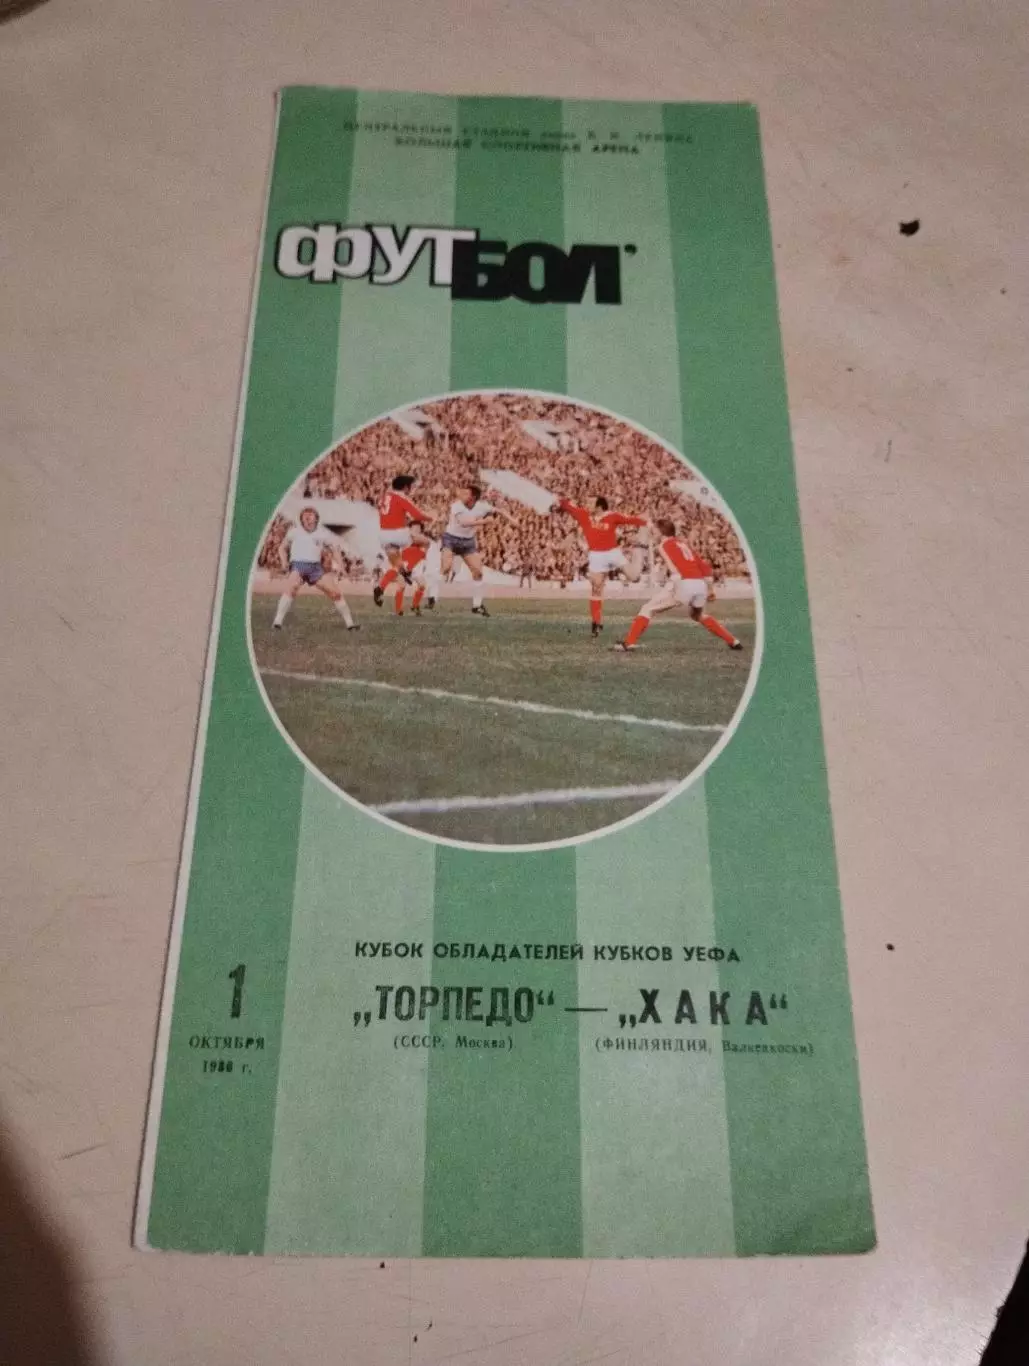 ЦЕНТРАЛЬНЫЙ СТАДИОН имени В. И. ЛЕНИНА
БОЛЬШАЯ СПОРТИВНАЯ АРЕНА
ФУТБОЛ
КУБОК ОБЛАДАТЕЛЕЙ КУБКОВ УЕФА
1
ОКТЯБРЯ
1986 г.
„ТОРПЕДО“ — „ХАКА“
(СССР, Москва)
(ФИНЛЯНДИЯ, Валкеакоски)